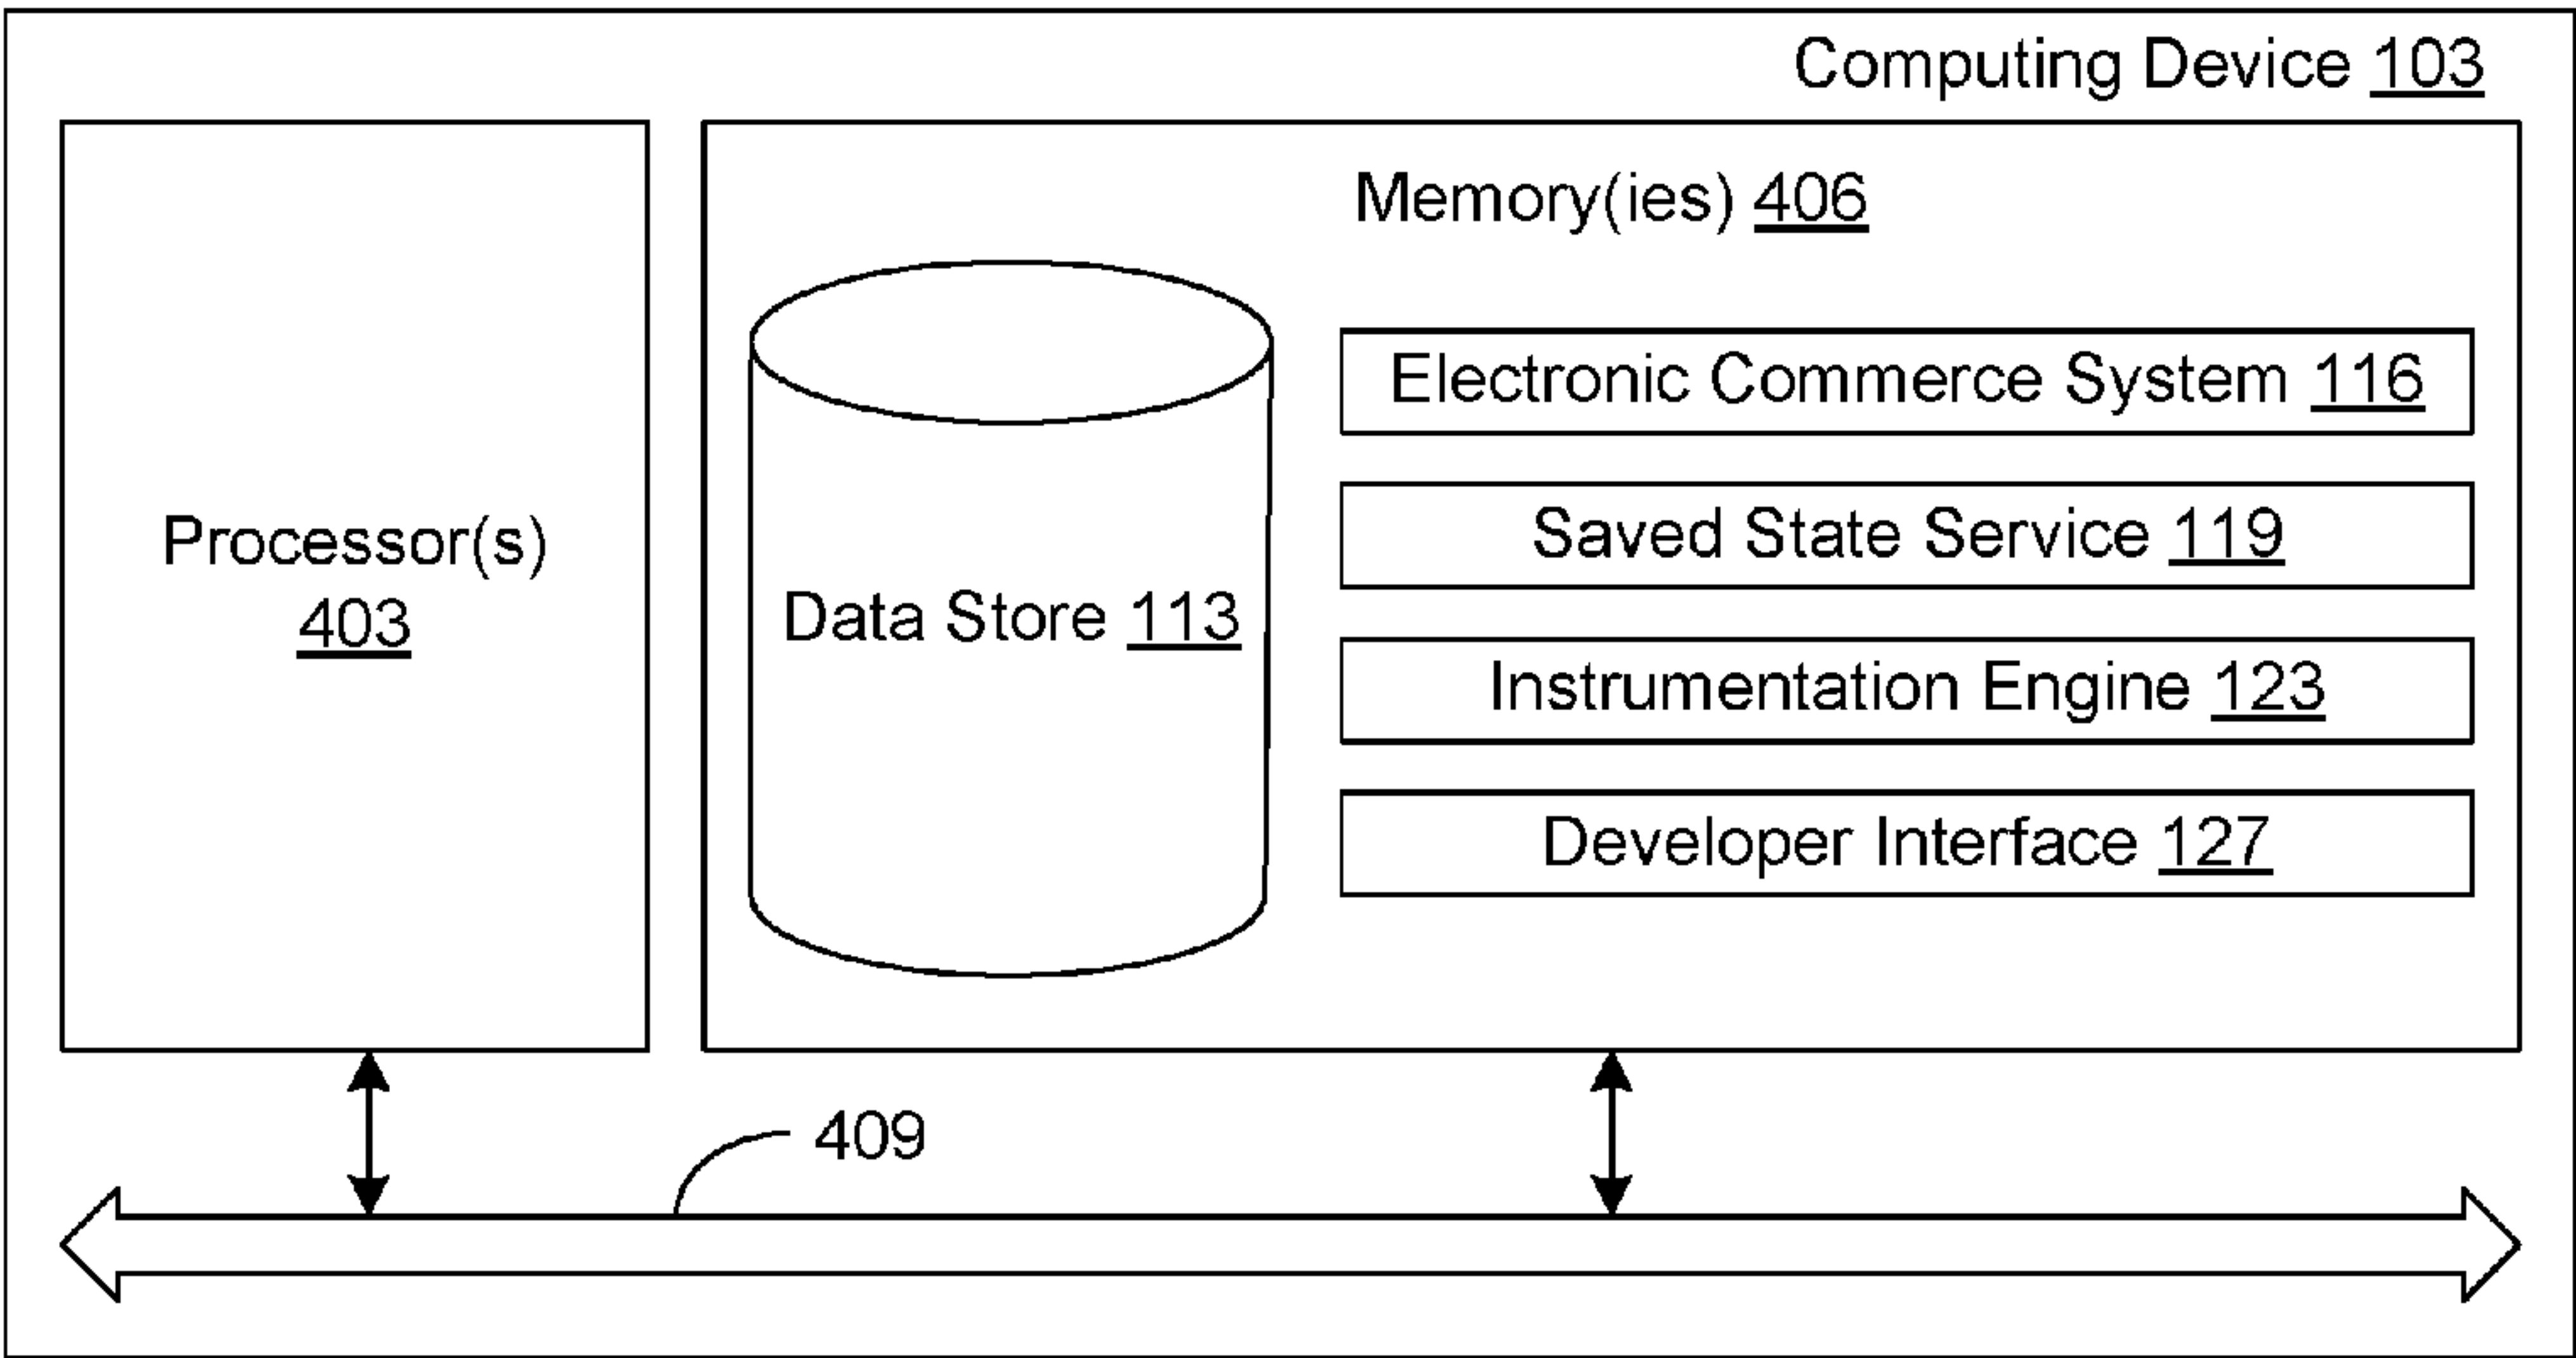 Computing Device 103
Memory(ies) 406
Processor(s)
403
Data Store 113
Electronic Commerce System 116
Saved State Service 119
Instrumentation Engine 123
Developer Interface 127
409